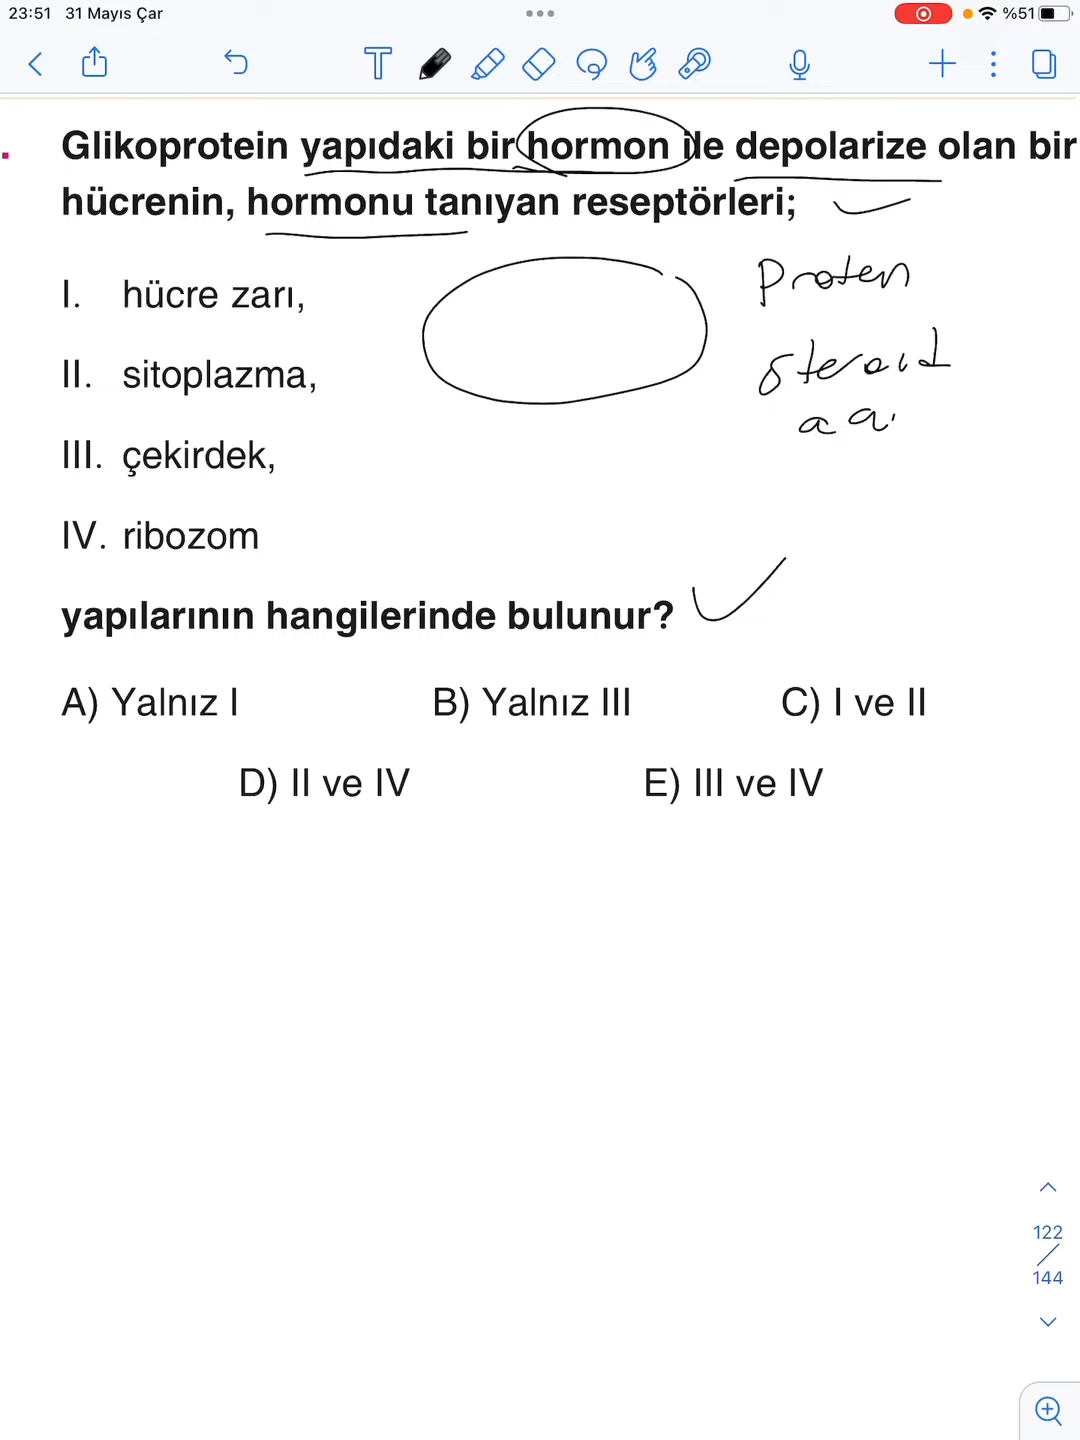 23:51 31 Mayıs Çar
%51
T
. Glikoprotein yapıdaki bir hormon ile depolarize olan bir
hücrenin, hormonu tanıyan reseptörleri;
I. hücre zarı,
Proten
II. sitoplazma,
steroid
a a.
III. çekirdek,
IV. ribozom
yapılarının hangilerinde bulunur?
A) Yalnız I B) Yalnız III C) I ve II
D) II ve IV E) III ve IV
122
/
144